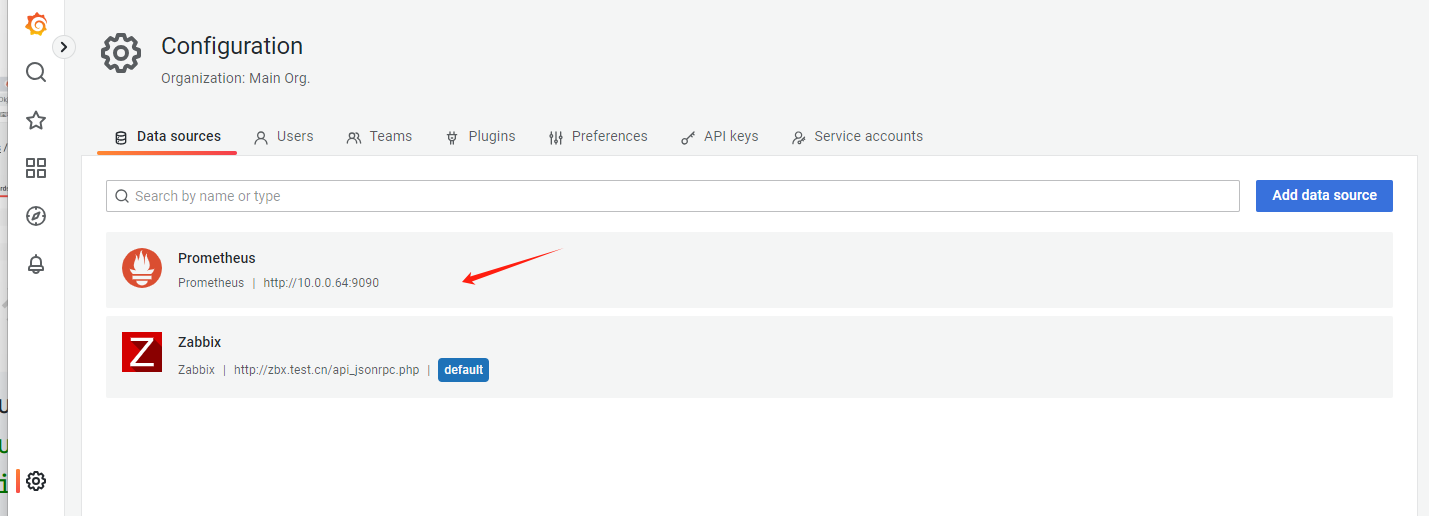 Configuration
Organization: Main Org.
Data sources Users Teams Plugins Preferences API keys Service accounts
Search by name or type
Add data source
Prometheus
Prometheus | http://10.0.0.64:9090
Z
Zabbix
Zabbix | http://zbx.test.cn/api_jsonrpc.php | default